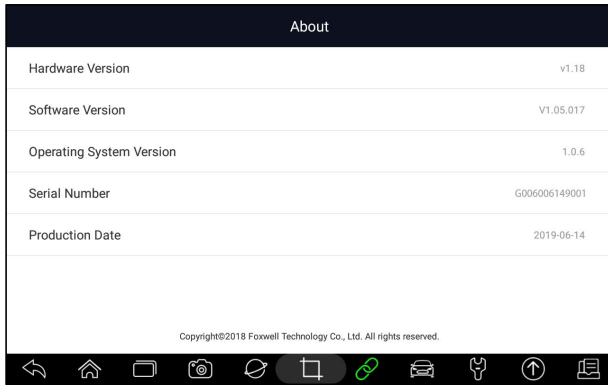 About
Hardware Version v1.18
Software Version V1.05.017
Operating System Version 1.0.6
Serial Number G006006149001
Production Date 2019-06-14
Copyright©2018 Foxwell Technology Co., Ltd. All rights reserved.